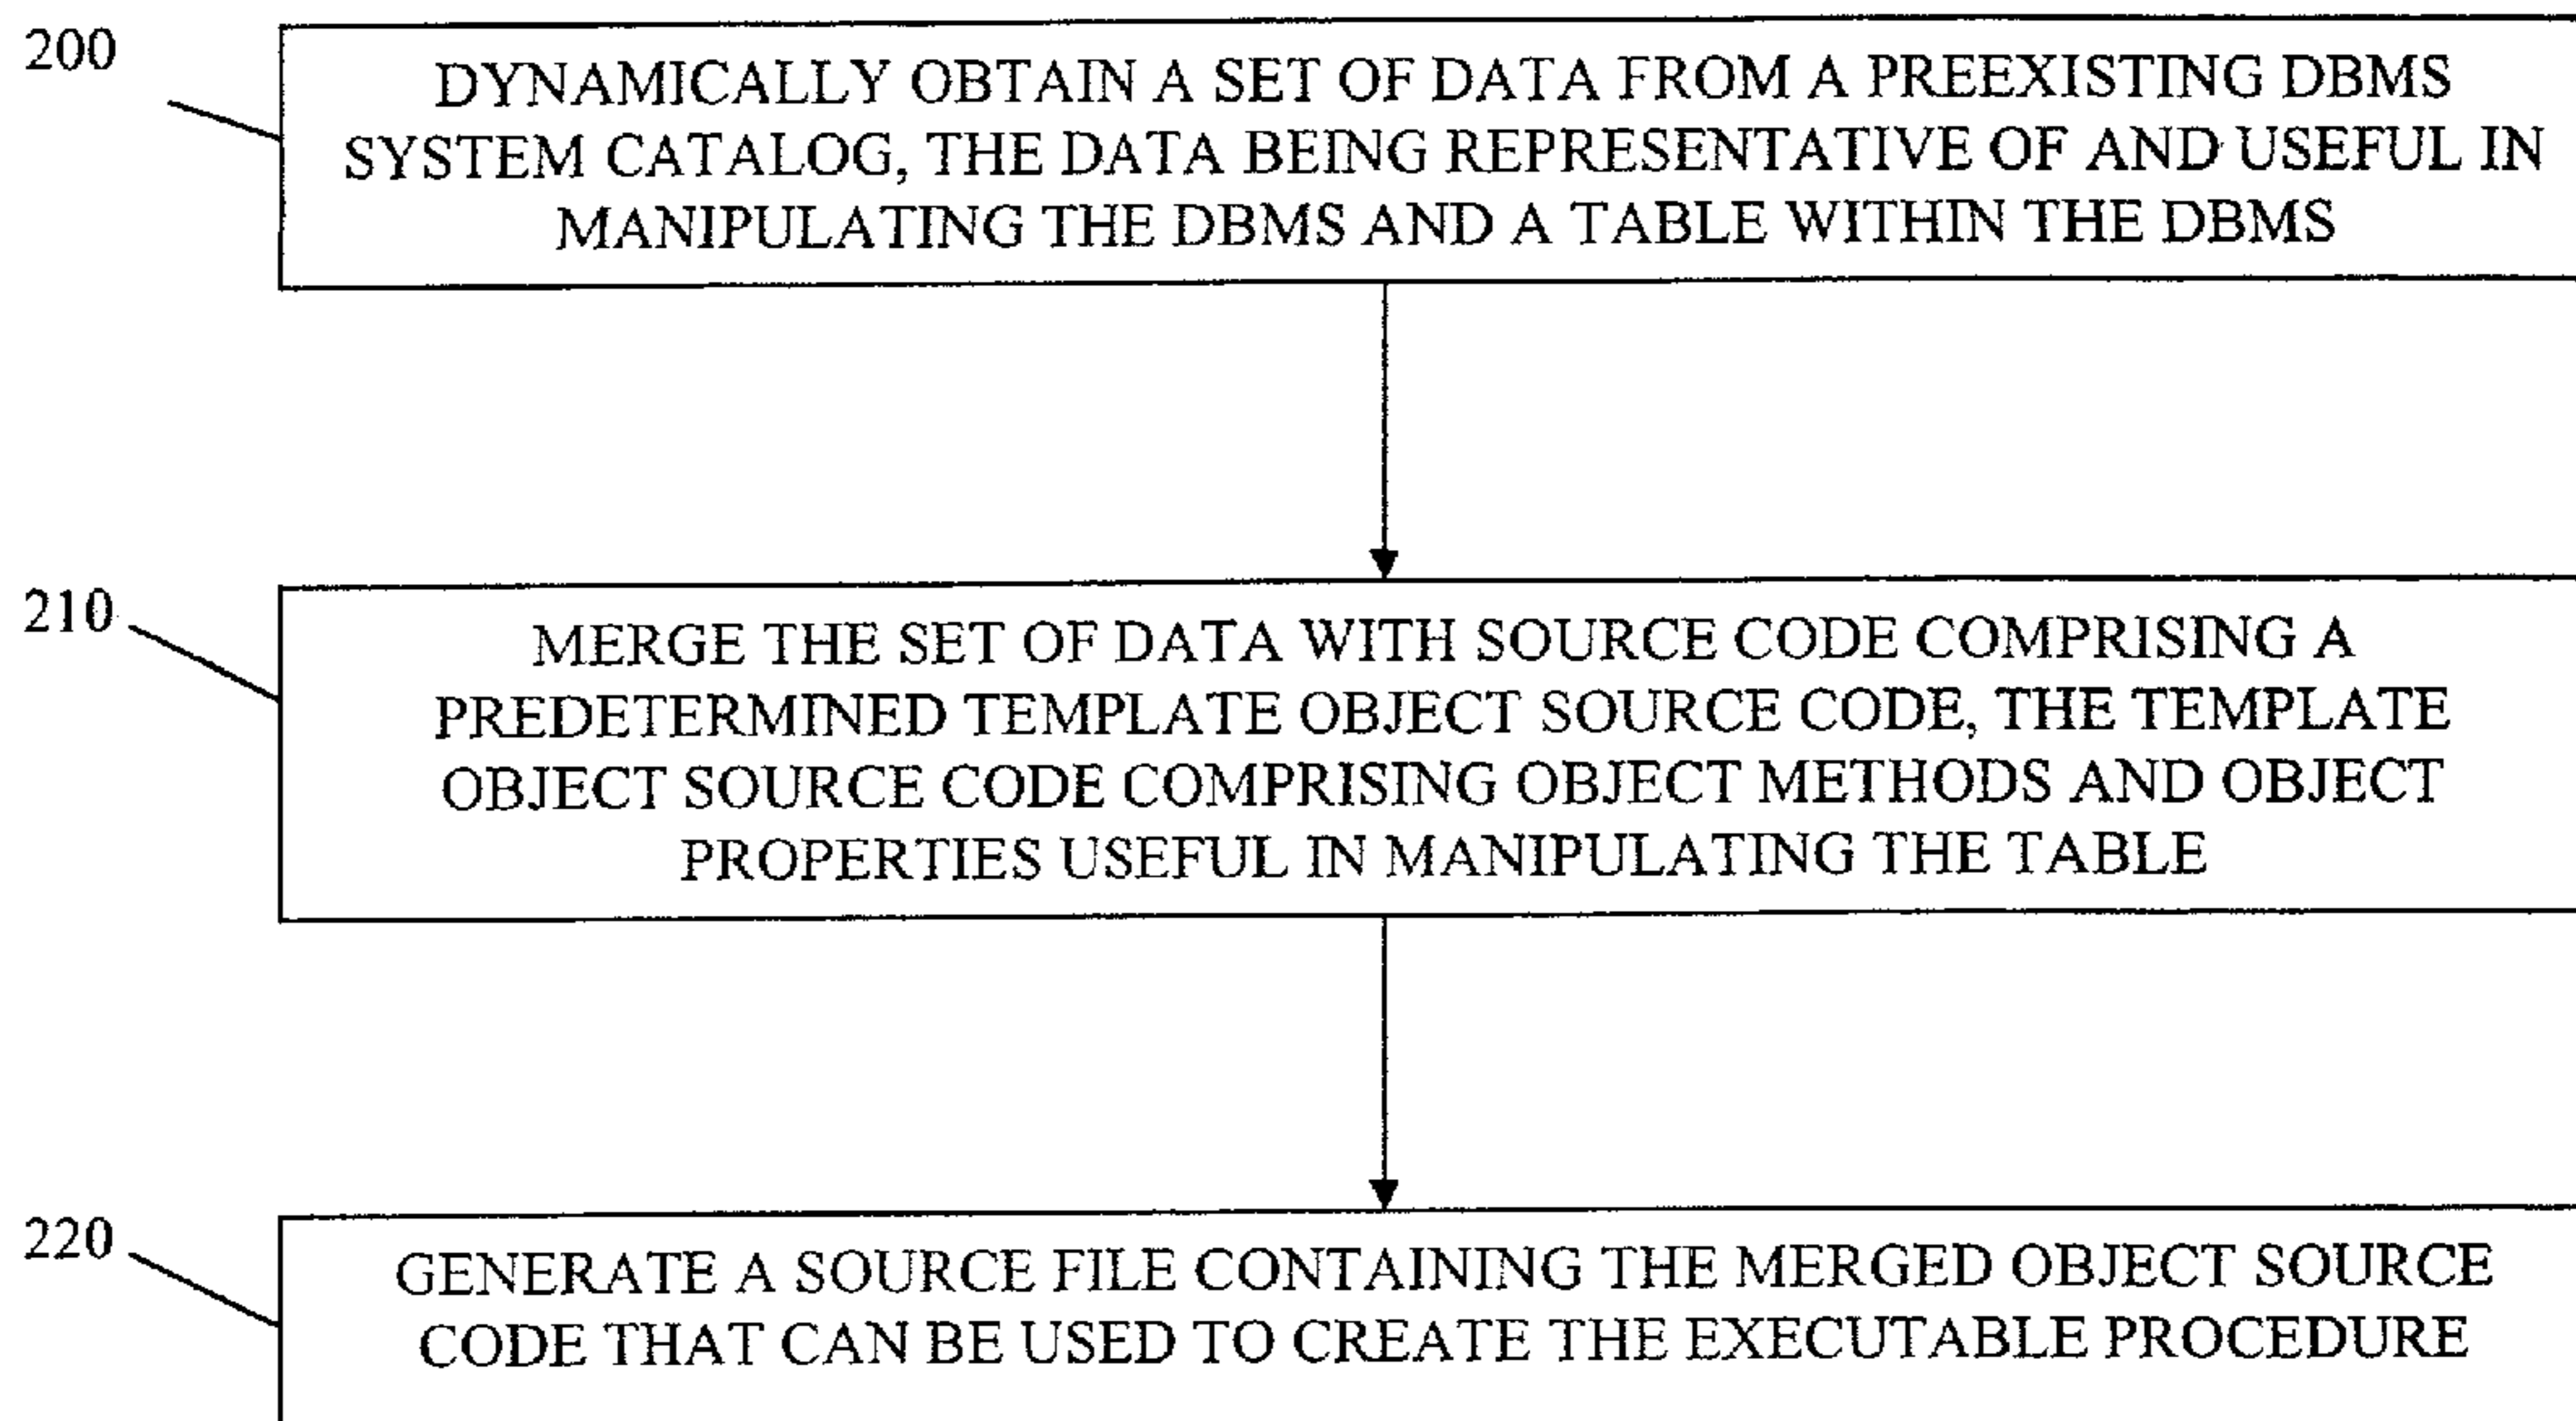 200
DYNAMICALLY OBTAIN A SET OF DATA FROM A PREEXISTING DBMS
SYSTEM CATALOG, THE DATA BEING REPRESENTATIVE OF AND USEFUL IN
MANIPULATING THE DBMS AND A TABLE WITHIN THE DBMS
210
MERGE THE SET OF DATA WITH SOURCE CODE COMPRISING A
PREDETERMINED TEMPLATE OBJECT SOURCE CODE, THE TEMPLATE
OBJECT SOURCE CODE COMPRISING OBJECT METHODS AND OBJECT
PROPERTIES USEFUL IN MANIPULATING THE TABLE
220
GENERATE A SOURCE FILE CONTAINING THE MERGED OBJECT SOURCE
CODE THAT CAN BE USED TO CREATE THE EXECUTABLE PROCEDURE